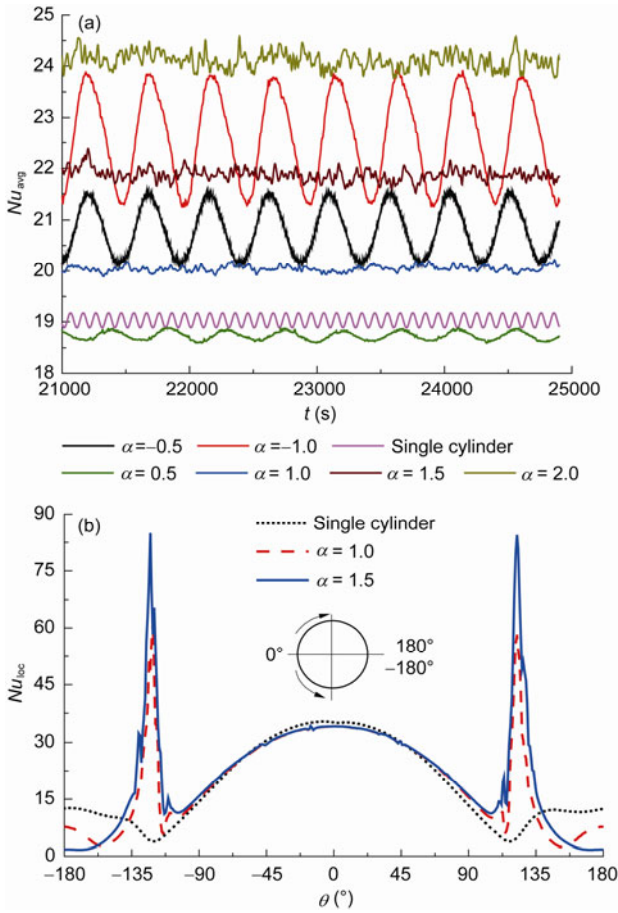 (a)
25
24
23
22
21
20
19
18
Nu_avg
21000 22000 23000 24000 25000
t (s)
α=−0.5 α=−1.0 Single cylinder
α= 0.5 α= 1.0 α= 1.5 α= 2.0
(b)
90
75
60
45
30
15
0
Nu_loc
Single cylinder
α = 1.0
α = 1.5
0° 180°
−180°
−180 −135 −90 −45 0 45 90 135 180
θ (°)